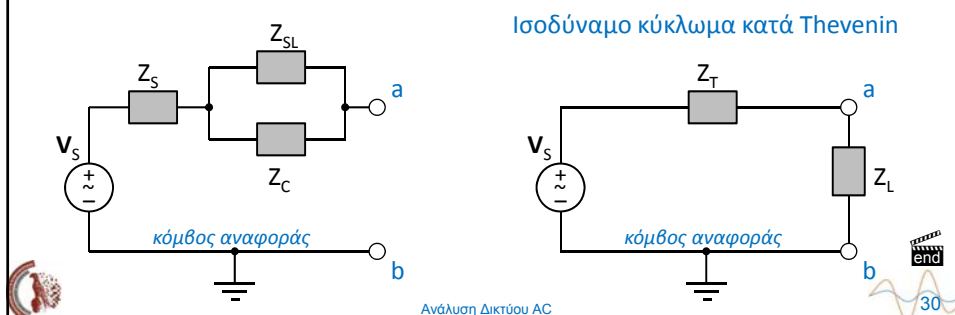 Ισοδύναμο κύκλωμα κατά Thevenin
Z_SL
Z_S
a
V_S
+
~
−
Z_C
κόμβος αναφοράς
b
Z_T
a
V_S
+
~
−
Z_L
κόμβος αναφοράς
b
end
Ανάλυση Δικτύου AC
30